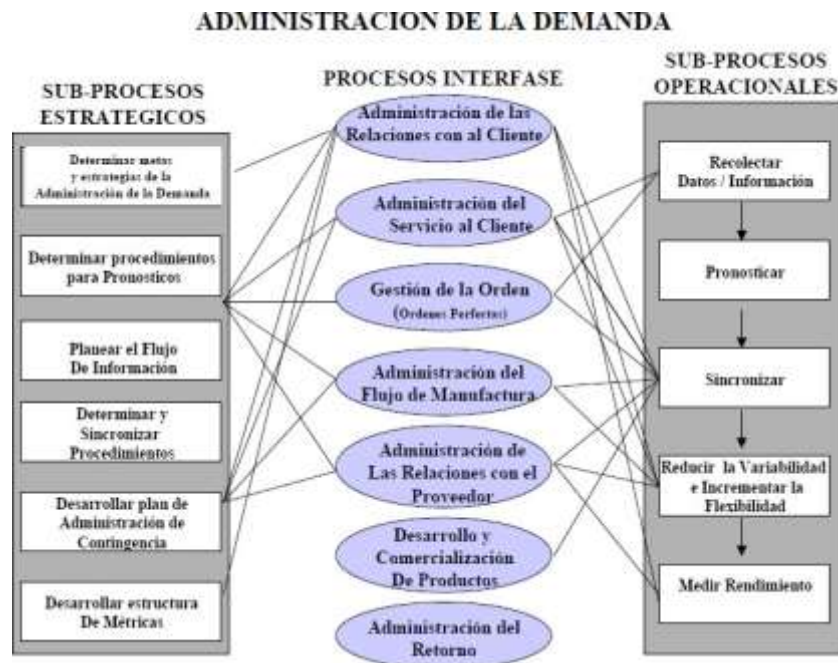 ADMINISTRACION DE LA DEMANDA
SUB-PROCESOS
ESTRATEGICOS
Determinar metas
y estrategias de la
Administración de la Demanda
Determinar procedimientos
para Pronosticos
Planear el Flujo
De Información
Determinar y
Sincronizar
Procedimientos
Desarrollar plan de
Administración de
Contingencia
Desarrollar estructura
De Métricas
PROCESOS INTERFASE
Administración de las
Relaciones con al Cliente
Administración del
Servicio al Cliente
Gestión de la Orden
(Ordenes Perfectas)
Administración del
Flujo de Manufactura
Administración de
Las Relaciones con el
Proveedor
Desarrollo y
Comercialización
De Productos
Administración del
Retorno
SUB-PROCESOS
OPERACIONALES
Recolectar
Datos / Información
Pronosticar
Sincronizar
Reducir la Variabilidad
e Incrementar la
Flexibilidad
Medir Rendimiento